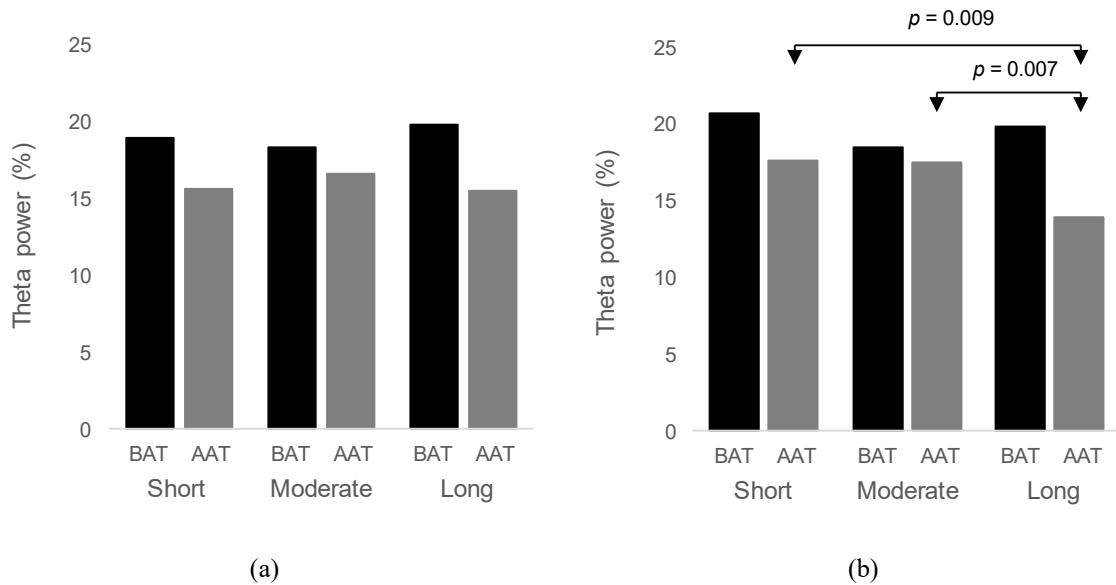 Theta power (%)
25
20
15
10
5
0
BAT AAT BAT AAT BAT AAT
Short Moderate Long
(a)
p = 0.009
p = 0.007
Theta power (%)
25
20
15
10
5
0
BAT AAT BAT AAT BAT AAT
Short Moderate Long
(b)